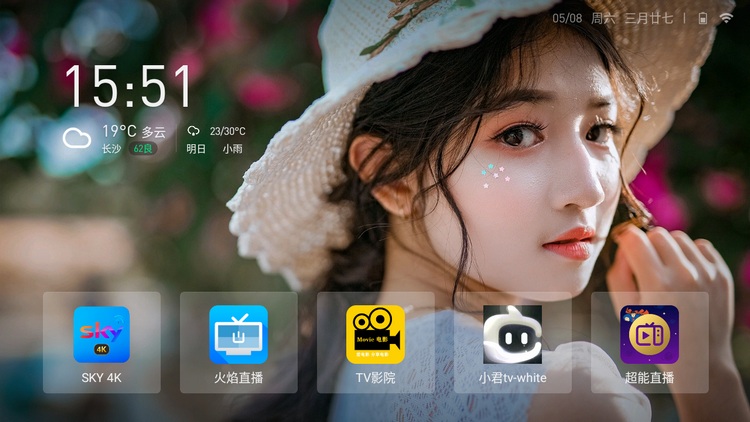 05/08 周六 三月廿七
15:51
19°C 多云
23/30°C
长沙 62良
明日 小雨
sky
4K
Movie 电影
SKY 4K
火焰直播
TV影院
小君tv-white
超能直播